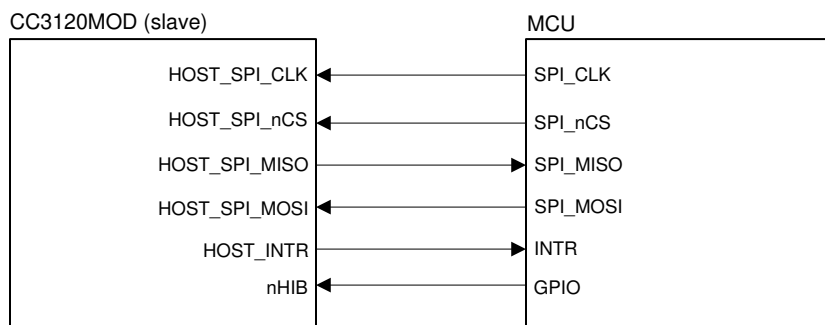 CC3120MOD (slave)
MCU
HOST_SPI_CLK
SPI_CLK
HOST_SPI_nCS
SPI_nCS
HOST_SPI_MISO
SPI_MISO
HOST_SPI_MOSI
SPI_MOSI
HOST_INTR
INTR
nHIB
GPIO